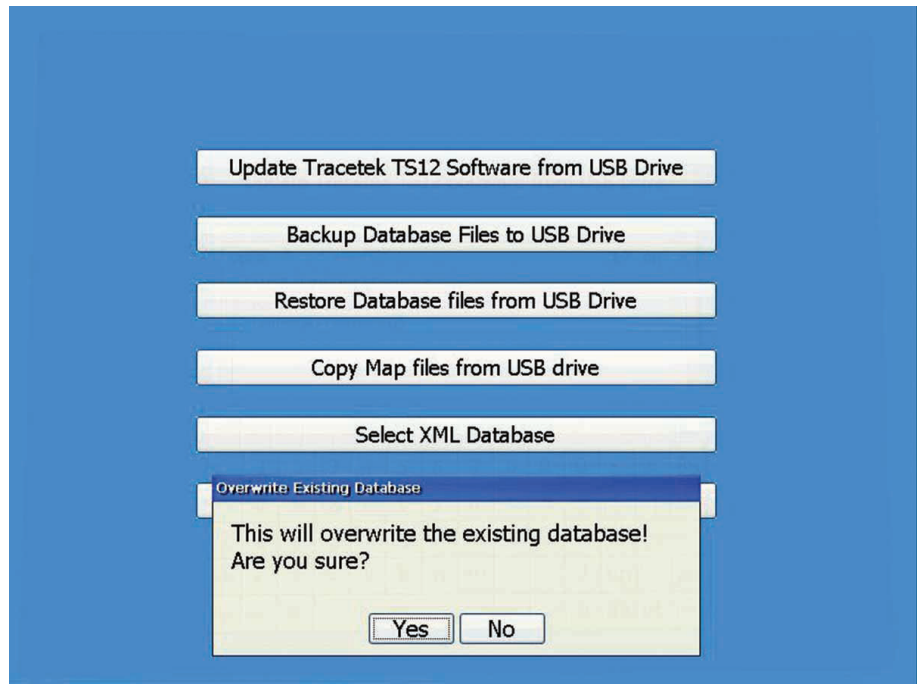 Update Tracetek TS12 Software from USB Drive
Backup Database Files to USB Drive
Restore Database files from USB Drive
Copy Map files from USB drive
Select XML Database
Overwrite Existing Database
This will overwrite the existing database!
Are you sure?
Yes No